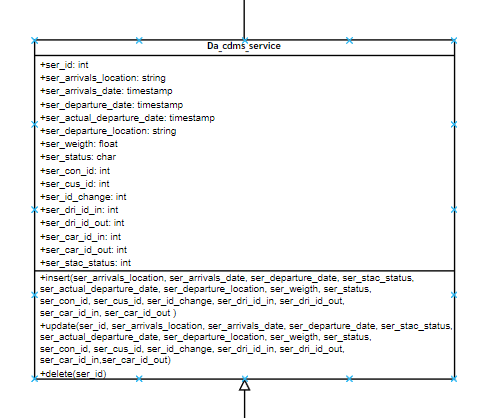 Da_cdms_service
+ser_id: int
+ser_arrivals_location: string
+ser_arrivals_date: timestamp
+ser_departure_date: timestamp
+ser_actual_departure_date: timestamp
+ser_departure_location: string
+ser_weigth: float
+ser_status: char
+ser_con_id: int
+ser_cus_id: int
+ser_id_change: int
+ser_dri_id_in: int
+ser_dri_id_out: int
+ser_car_id_in: int
+ser_car_id_out: int
+ser_stac_status: int
+insert(ser_arrivals_location, ser_arrivals_date, ser_departure_date, ser_stac_status,
ser_actual_departure_date, ser_departure_location, ser_weigth, ser_status,
ser_con_id, ser_cus_id, ser_id_change, ser_dri_id_in, ser_dri_id_out,
ser_car_id_in, ser_car_id_out )
+update(ser_id, ser_arrivals_location, ser_arrivals_date, ser_departure_date, ser_stac_status,
ser_actual_departure_date, ser_departure_location, ser_weigth, ser_status,
ser_con_id, ser_cus_id, ser_id_change, ser_dri_id_in, ser_dri_id_out,
ser_car_id_in,ser_car_id_out)
+delete(ser_id)